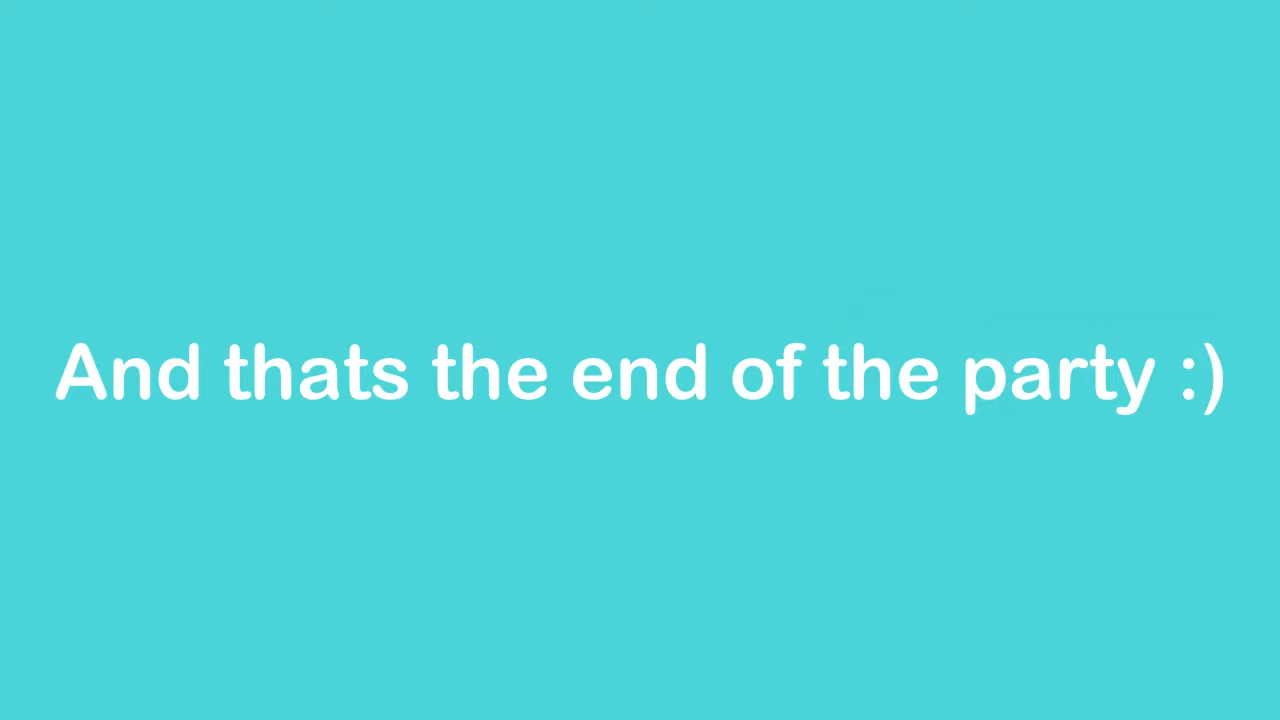 And thats the end of the party :)